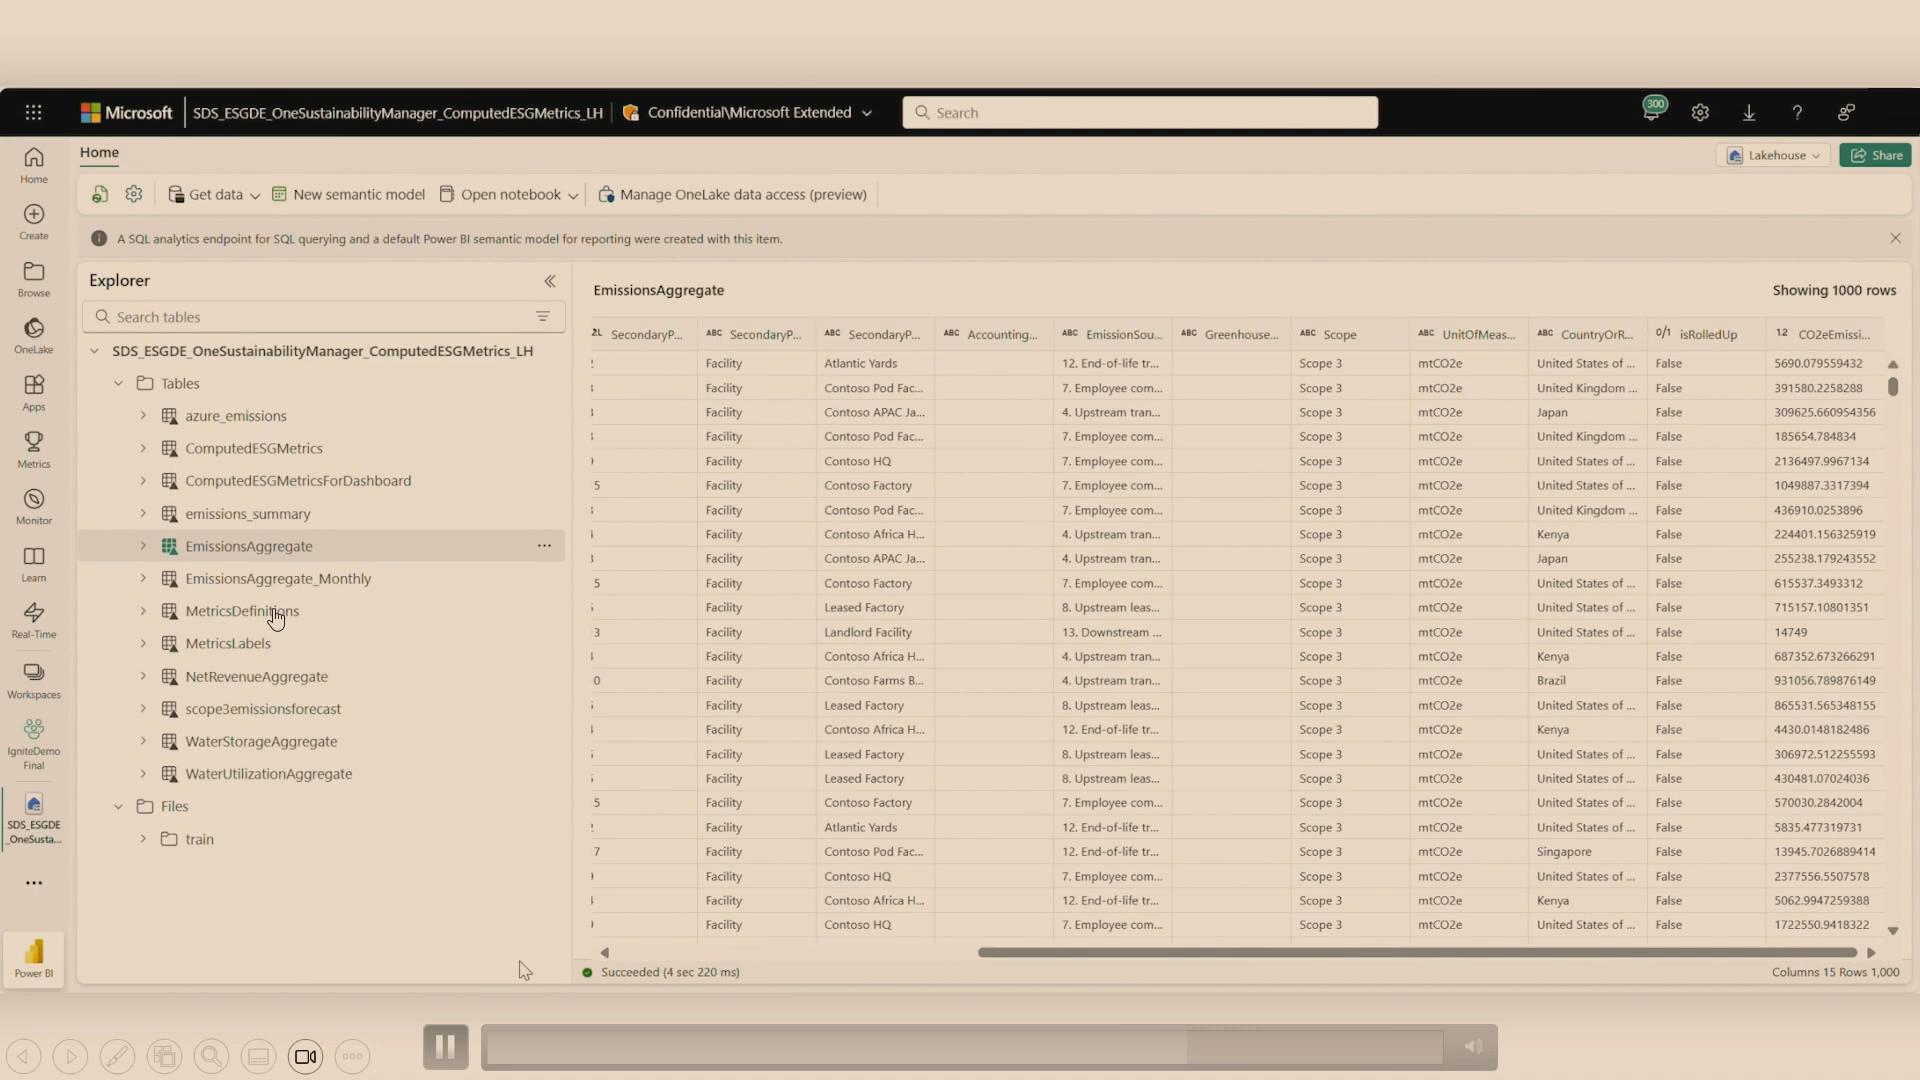 Microsoft SDS_ESGDE_OneSustainabilityManager_ComputedESGMetrics_LH Confidential\Microsoft Extended Search 300
Home Lakehouse Share
Get data New semantic model Open notebook Manage OneLake data access (preview)
A SQL analytics endpoint for SQL querying and a default Power BI semantic model for reporting were created with this item.
Home
Create
Browse
OneLake
Apps
Metrics
Monitor
Learn
Real-Time
Workspaces
IgniteDemo
Final
SDS_ESGDE
_OneSusta...
Power BI
Explorer
Search tables
SDS_ESGDE_OneSustainabilityManager_ComputedESGMetrics_LH
Tables
azure_emissions
ComputedESGMetrics
ComputedESGMetricsForDashboard
emissions_summary
EmissionsAggregate
EmissionsAggregate_Monthly
MetricsDefinitions
MetricsLabels
NetRevenueAggregate
scope3emissionsforecast
WaterStorageAggregate
WaterUtilizationAggregate
Files
train
EmissionsAggregate Showing 1000 rows
SecondaryP... ABC SecondaryP... ABC SecondaryP... ABC Accounting... ABC EmissionSou... ABC Greenhouse... ABC Scope ABC UnitOfMeas... ABC CountryOrR... 0/1 isRolledUp 12 CO2eEmissi...
Facility Atlantic Yards 12. End-of-life tr... Scope 3 mtCO2e United States of ... False 5690.079559432
Facility Contoso Pod Fac... 7. Employee com... Scope 3 mtCO2e United Kingdom ... False 391580.2258288
Facility Contoso APAC Ja... 4. Upstream tran... Scope 3 mtCO2e Japan False 309625.660954356
Facility Contoso Pod Fac... 7. Employee com... Scope 3 mtCO2e United Kingdom ... False 185654.784834
Facility Contoso HQ 7. Employee com... Scope 3 mtCO2e United States of ... False 2136497.9967134
5 Facility Contoso Factory 7. Employee com... Scope 3 mtCO2e United States of ... False 1049887.3317394
Facility Contoso Pod Fac... 7. Employee com... Scope 3 mtCO2e United Kingdom ... False 436910.0253896
Facility Contoso Africa H... 4. Upstream tran... Scope 3 mtCO2e Kenya False 224401.156325919
Facility Contoso APAC Ja... 4. Upstream tran... Scope 3 mtCO2e Japan False 255238.179243552
5 Facility Contoso Factory 7. Employee com... Scope 3 mtCO2e United States of ... False 615537.3493312
Facility Leased Factory 8. Upstream leas... Scope 3 mtCO2e United States of ... False 715157.10801351
3 Facility Landlord Facility 13. Downstream ... Scope 3 mtCO2e United States of ... False 14749
Facility Contoso Africa H... 4. Upstream tran... Scope 3 mtCO2e Kenya False 687352.673266291
0 Facility Contoso Farms B... 4. Upstream tran... Scope 3 mtCO2e Brazil False 931056.789876149
Facility Leased Factory 8. Upstream leas... Scope 3 mtCO2e United States of ... False 865531.565348155
Facility Contoso Africa H... 12. End-of-life tr... Scope 3 mtCO2e Kenya False 4430.0148182486
Facility Leased Factory 8. Upstream leas... Scope 3 mtCO2e United States of ... False 306972.512255593
Facility Leased Factory 8. Upstream leas... Scope 3 mtCO2e United States of ... False 430481.07024036
5 Facility Contoso Factory 7. Employee com... Scope 3 mtCO2e United States of ... False 570030.2842004
Facility Atlantic Yards 12. End-of-life tr... Scope 3 mtCO2e United States of ... False 5835.477319731
7 Facility Contoso Pod Fac... 12. End-of-life tr... Scope 3 mtCO2e Singapore False 13945.7026889414
Facility Contoso HQ 7. Employee com... Scope 3 mtCO2e United States of ... False 2377556.5507578
Facility Contoso Africa H... 12. End-of-life tr... Scope 3 mtCO2e Kenya False 5062.9947259388
Facility Contoso HQ 7. Employee com... Scope 3 mtCO2e United States of ... False 1722550.9418322
Succeeded (4 sec 220 ms) Columns 15 Rows 1,000